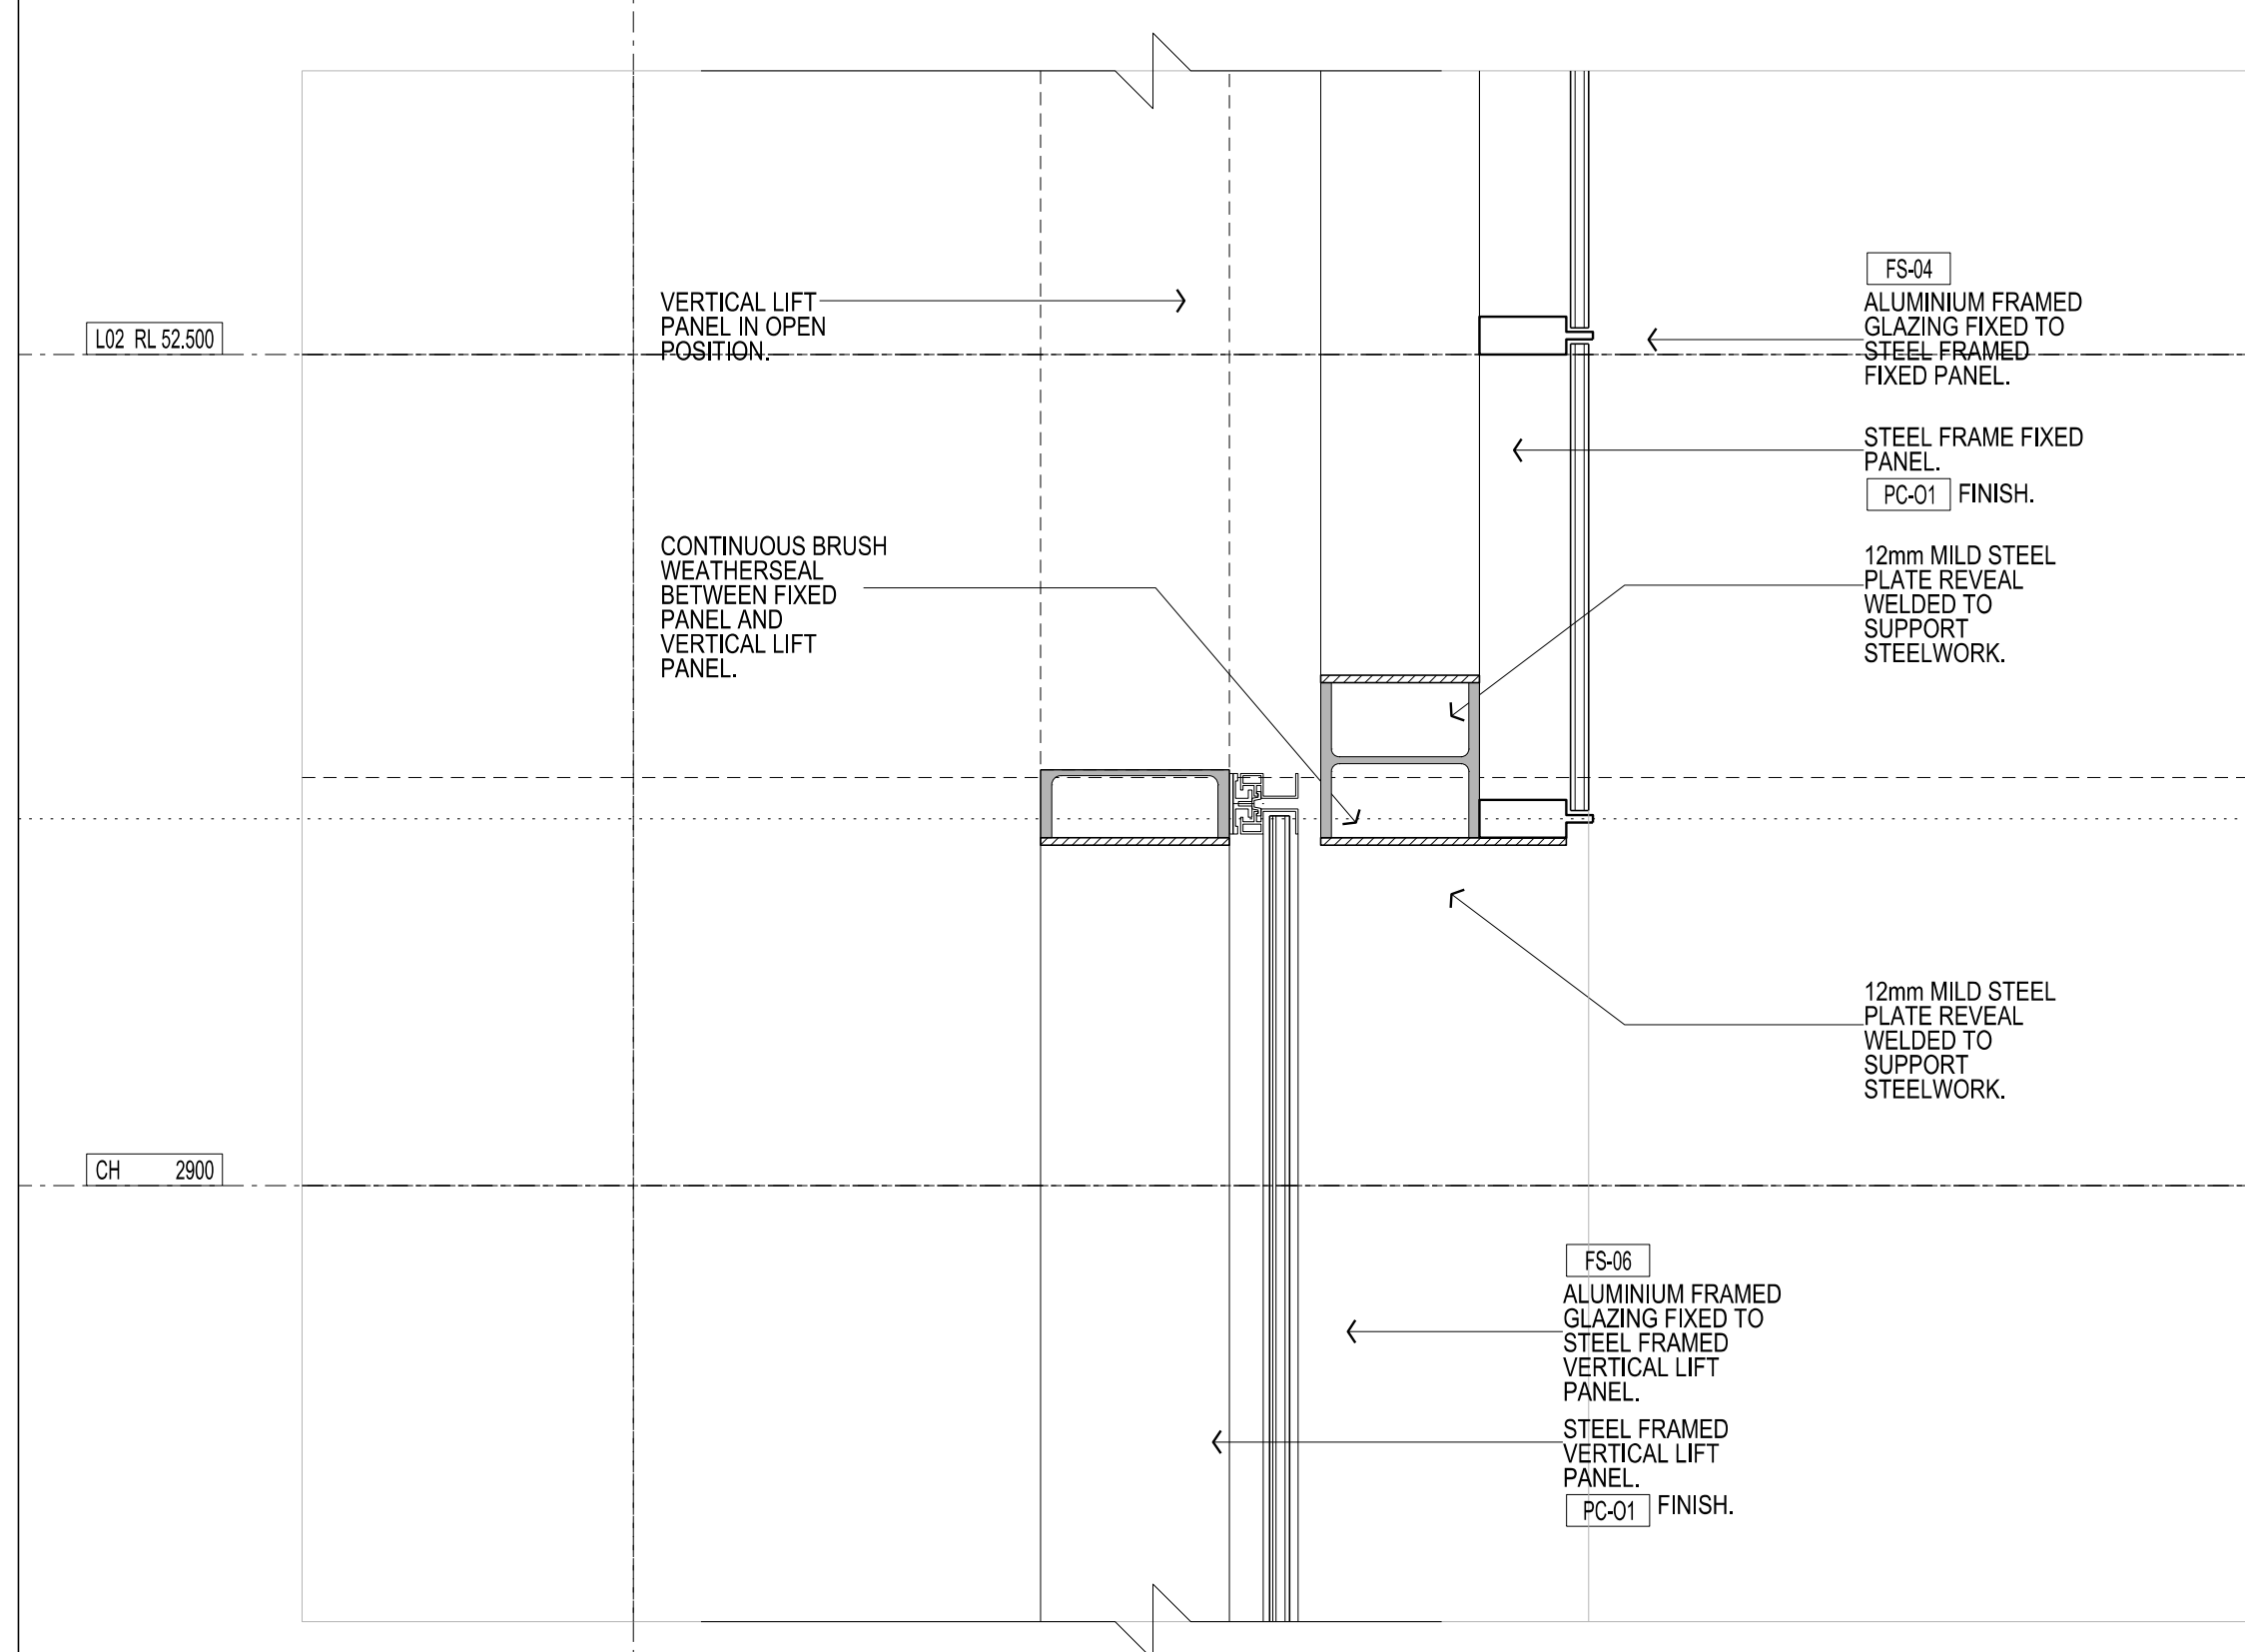 L02 RL 52.500
VERTICAL LIFT
PANEL IN OPEN
POSITION.
FS-04
ALUMINIUM FRAMED
GLAZING FIXED TO
STEEL FRAMED
FIXED PANEL.
STEEL FRAME FIXED
PANEL.
PC-O1 FINISH.
CONTINUOUS BRUSH
WEATHERSEAL
BETWEEN FIXED
PANEL AND
VERTICAL LIFT
PANEL.
12mm MILD STEEL
PLATE REVEAL
WELDED TO
SUPPORT
STEELWORK.
12mm MILD STEEL
PLATE REVEAL
WELDED TO
SUPPORT
STEELWORK.
CH 2900
FS-06
ALUMINIUM FRAMED
GLAZING FIXED TO
STEEL FRAMED
VERTICAL LIFT
PANEL.
STEEL FRAMED
VERTICAL LIFT
PANEL.
PC-O1 FINISH.